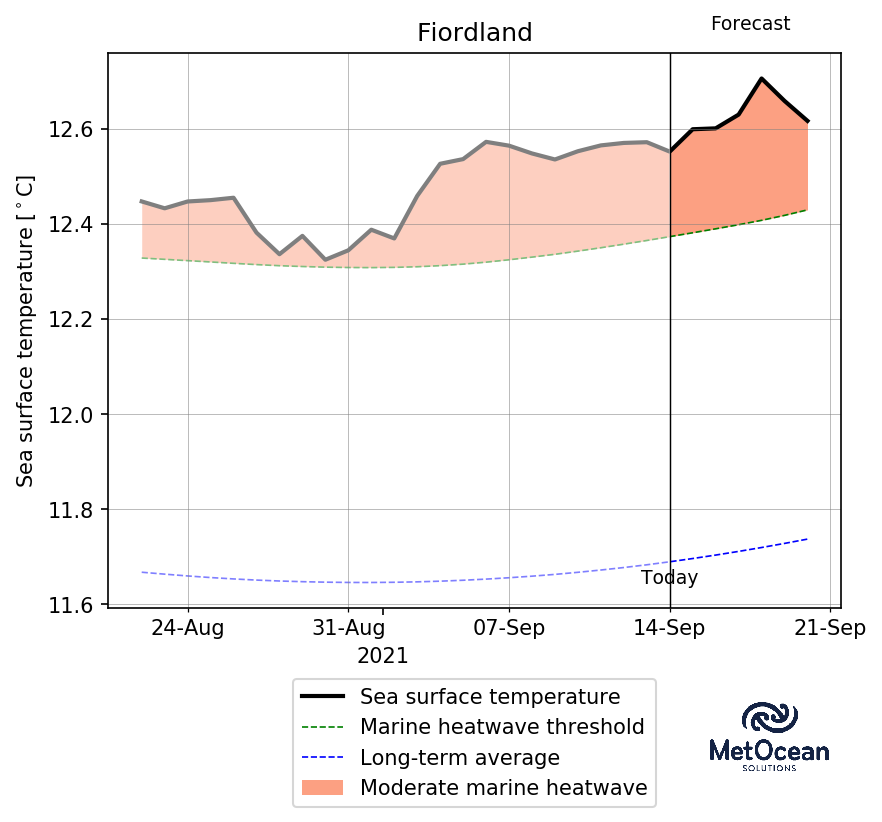 Forecast
Fiordland
Sea surface temperature [°C]
12.6
12.4
12.2
12.0
11.8
11.6
Today
24-Aug 31-Aug 07-Sep 14-Sep 21-Sep
2021
Sea surface temperature
Marine heatwave threshold
Long-term average
Moderate marine heatwave
MetOcean
SOLUTIONS